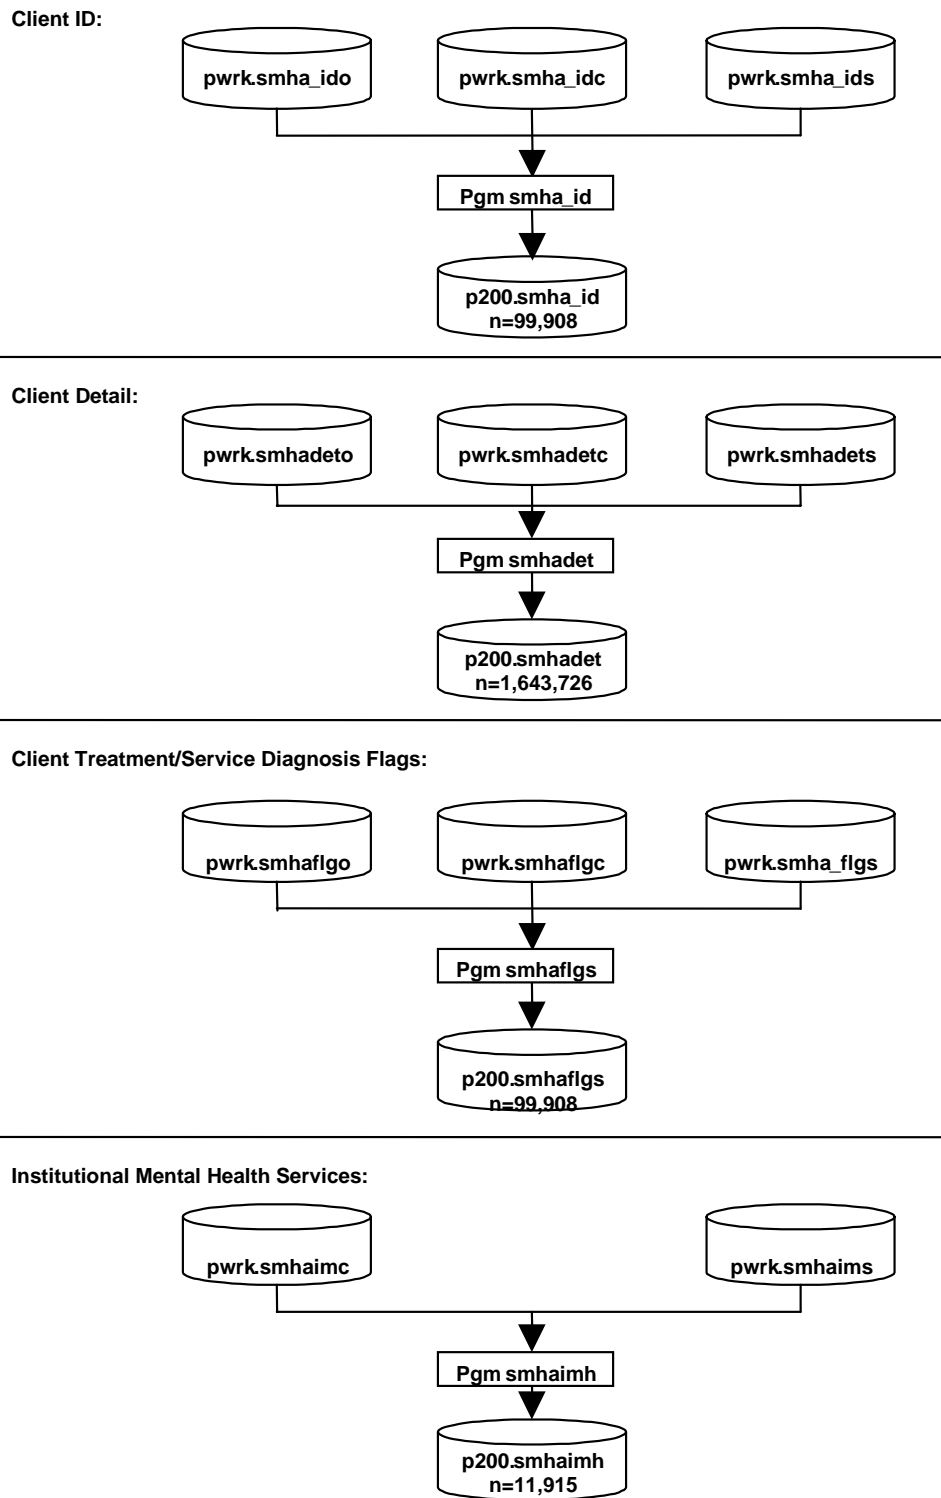 Client ID:
pwrk.smha_ido
pwrk.smha_idc
pwrk.smha_ids
Pgm smha_id
p200.smha_id
n=99,908
Client Detail:
pwrk.smhadeto
pwrk.smhadetc
pwrk.smhadets
Pgm smhadet
p200.smhadet
n=1,643,726
Client Treatment/Service Diagnosis Flags:
pwrk.smhaflgo
pwrk.smhaflgc
pwrk.smha_flgs
Pgm smhaflgs
p200.smhaflgs
n=99,908
Institutional Mental Health Services:
pwrk.smhaimc
pwrk.smhaims
Pgm smhaimh
p200.smhaimh
n=11,915